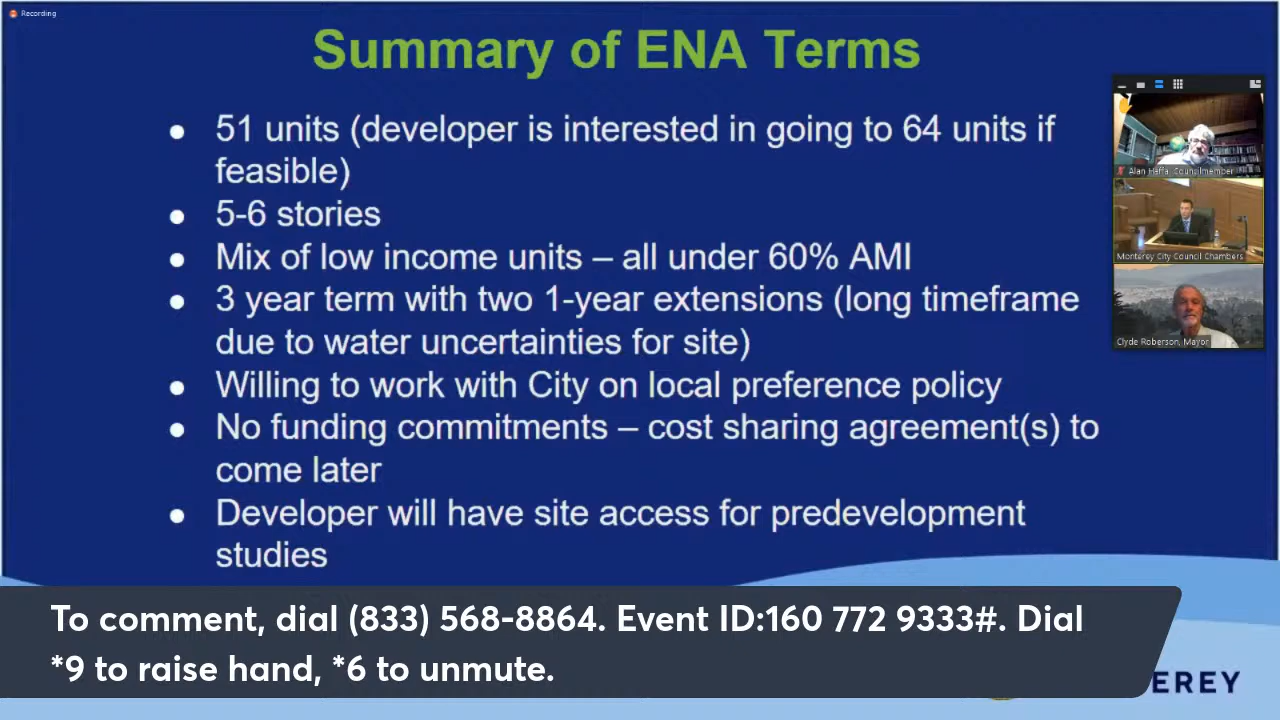 Recording
Summary of ENA Terms
51 units (developer is interested in going to 64 units if
feasible)
5-6 stories
Mix of low income units – all under 60% AMI
3 year term with two 1-year extensions (long timeframe
due to water uncertainties for site)
Willing to work with City on local preference policy
No funding commitments – cost sharing agreement(s) to
come later
Developer will have site access for predevelopment
studies
Alan Haffa, Councilmember
Monterey City Council Chambers
Clyde Roberson, Mayor
To comment, dial (833) 568-8864. Event ID:160 772 9333#. Dial
*9 to raise hand, *6 to unmute.
EREY